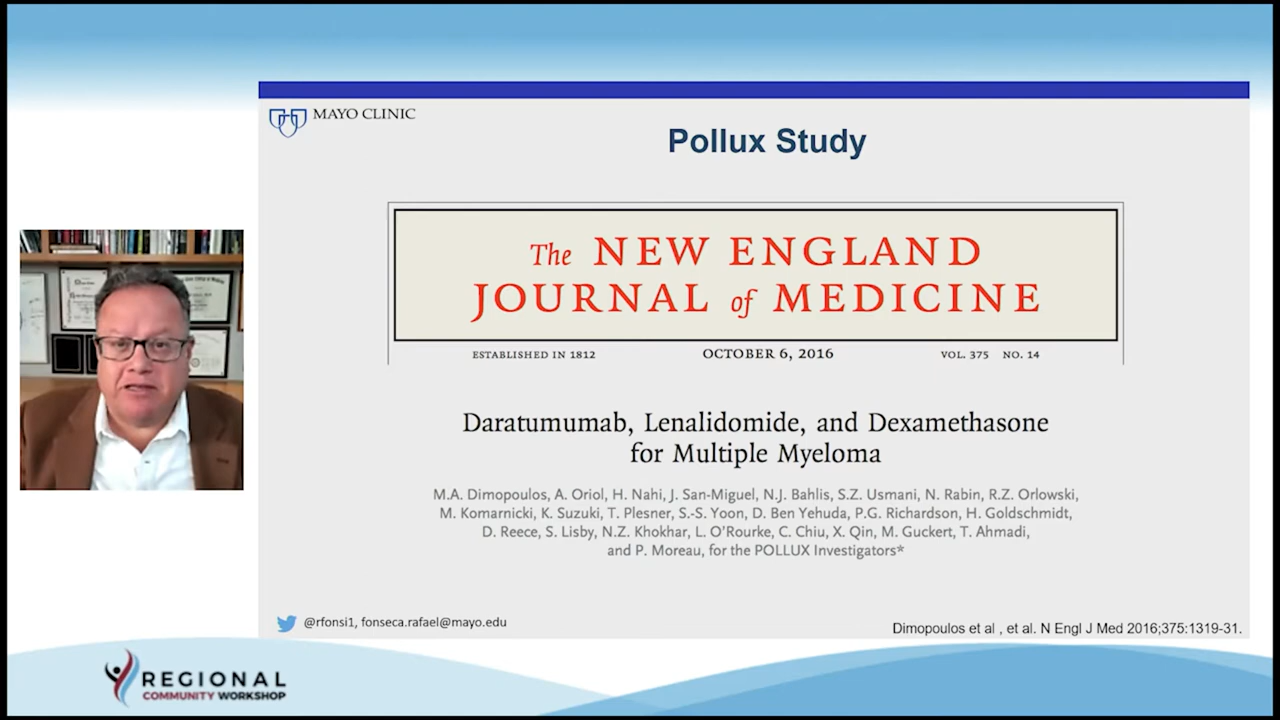 MAYO CLINIC
Pollux Study
The NEW ENGLAND
JOURNAL of MEDICINE
ESTABLISHED IN 1812 OCTOBER 6, 2016 VOL. 375 NO. 14
Daratumumab, Lenalidomide, and Dexamethasone
for Multiple Myeloma
M.A. Dimopoulos, A. Oriol, H. Nahi, J. San-Miguel, N.J. Bahlis, S.Z. Usmani, N. Rabin, R.Z. Orlowski,
M. Komarnicki, K. Suzuki, T. Plesner, S.-S. Yoon, D. Ben Yehuda, P.G. Richardson, H. Goldschmidt,
D. Reece, S. Lisby, N.Z. Khokhar, L. O'Rourke, C. Chiu, X. Qin, M. Guckert, T. Ahmadi,
and P. Moreau, for the POLLUX Investigators*
@rfonsi1, fonseca.rafael@mayo.edu
Dimopoulos et al , et al. N Engl J Med 2016;375:1319-31.
REGIONAL
COMMUNITY WORKSHOP